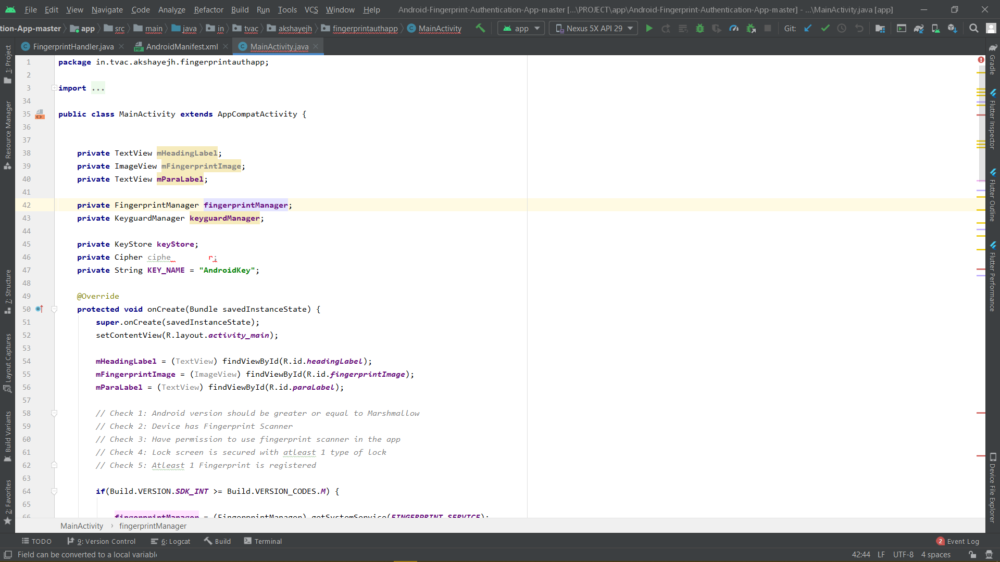 File Edit View Navigate Code Analyze Refactor Build Run Tools VCS Window Help Android-Fingerprint-Authentication-App-master [...\PROJECT\app\Android-Fingerprint-Authentication-App-master] - ...\MainActivity.java [app]
tion-App-master app src main java in tvac akshayejh fingerprintauthapp MainActivity app Nexus 5X API 29 Git:
FingerprintHandler.java AndroidManifest.xml MainActivity.java
1 package in.tvac.akshayejh.fingerprintauthapp;
2
3 import ...
34
35 public class MainActivity extends AppCompatActivity {
36
37
38 private TextView mHeadingLabel;
39 private ImageView mFingerprintImage;
40 private TextView mParaLabel;
41
42 private FingerprintManager fingerprintManager;
43 private KeyguardManager keyguardManager;
44
45 private KeyStore keyStore;
46 private Cipher ciphe r;
47 private String KEY_NAME = "AndroidKey";
48
49 @Override
50 protected void onCreate(Bundle savedInstanceState) {
51 super.onCreate(savedInstanceState);
52 setContentView(R.layout.activity_main);
53
54 mHeadingLabel = (TextView) findViewById(R.id.headingLabel);
55 mFingerprintImage = (ImageView) findViewById(R.id.fingerprintImage);
56 mParaLabel = (TextView) findViewById(R.id.paraLabel);
57
58 // Check 1: Android version should be greater or equal to Marshmallow
59 // Check 2: Device has Fingerprint Scanner
60 // Check 3: Have permission to use fingerprint scanner in the app
61 // Check 4: Lock screen is secured with atleast 1 type of lock
62 // Check 5: Atleast 1 Fingerprint is registered
63
64 if(Build.VERSION.SDK_INT >= Build.VERSION_CODES.M) {
65
66 fingerprintManager = (FingerprintManager) getSystemService(FINGERPRINT_SERVICE);
MainActivity › fingerprintManager
TODO 9: Version Control 6: Logcat Build Terminal 2 Event Log
Field can be converted to a local variabl 42:44 LF UTF-8 4 spaces
1: Project
Resource Manager
7: Structure
Layout Captures
Build Variants
2: Favorites
Gradle
Flutter Inspector
Flutter Outline
Flutter Performance
Device File Explorer